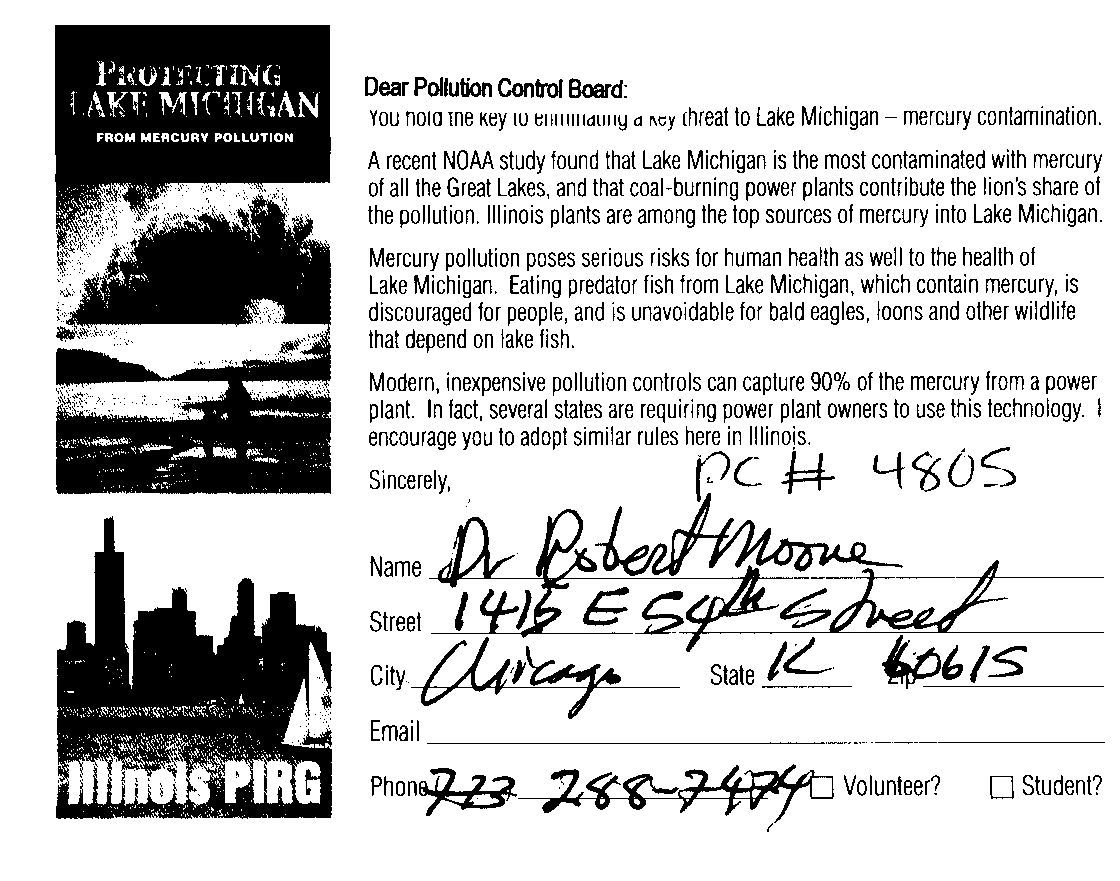 PROTECTING
LAKE MICHIGAN
FROM MERCURY POLLUTION
Illinois PIRG
Dear Pollution Control Board:
You hold the key to eliminating a key threat to Lake Michigan – mercury contamination.
A recent NOAA study found that Lake Michigan is the most contaminated with mercury
of all the Great Lakes, and that coal-burning power plants contribute the lion's share of
the pollution. Illinois plants are among the top sources of mercury into Lake Michigan.
Mercury pollution poses serious risks for human health as well to the health of
Lake Michigan. Eating predator fish from Lake Michigan, which contain mercury, is
discouraged for people, and is unavoidable for bald eagles, loons and other wildlife
that depend on lake fish.
Modern, inexpensive pollution controls can capture 90% of the mercury from a power
plant. In fact, several states are requiring power plant owners to use this technology. I
encourage you to adopt similar rules here in Illinois.
Sincerely,
PC # 4805
Name Dr Robert Moore
Street 1415 E 54th Street
City Chicago State IL Zip 60615
Email
Phone 773 288-7474 Volunteer? Student?